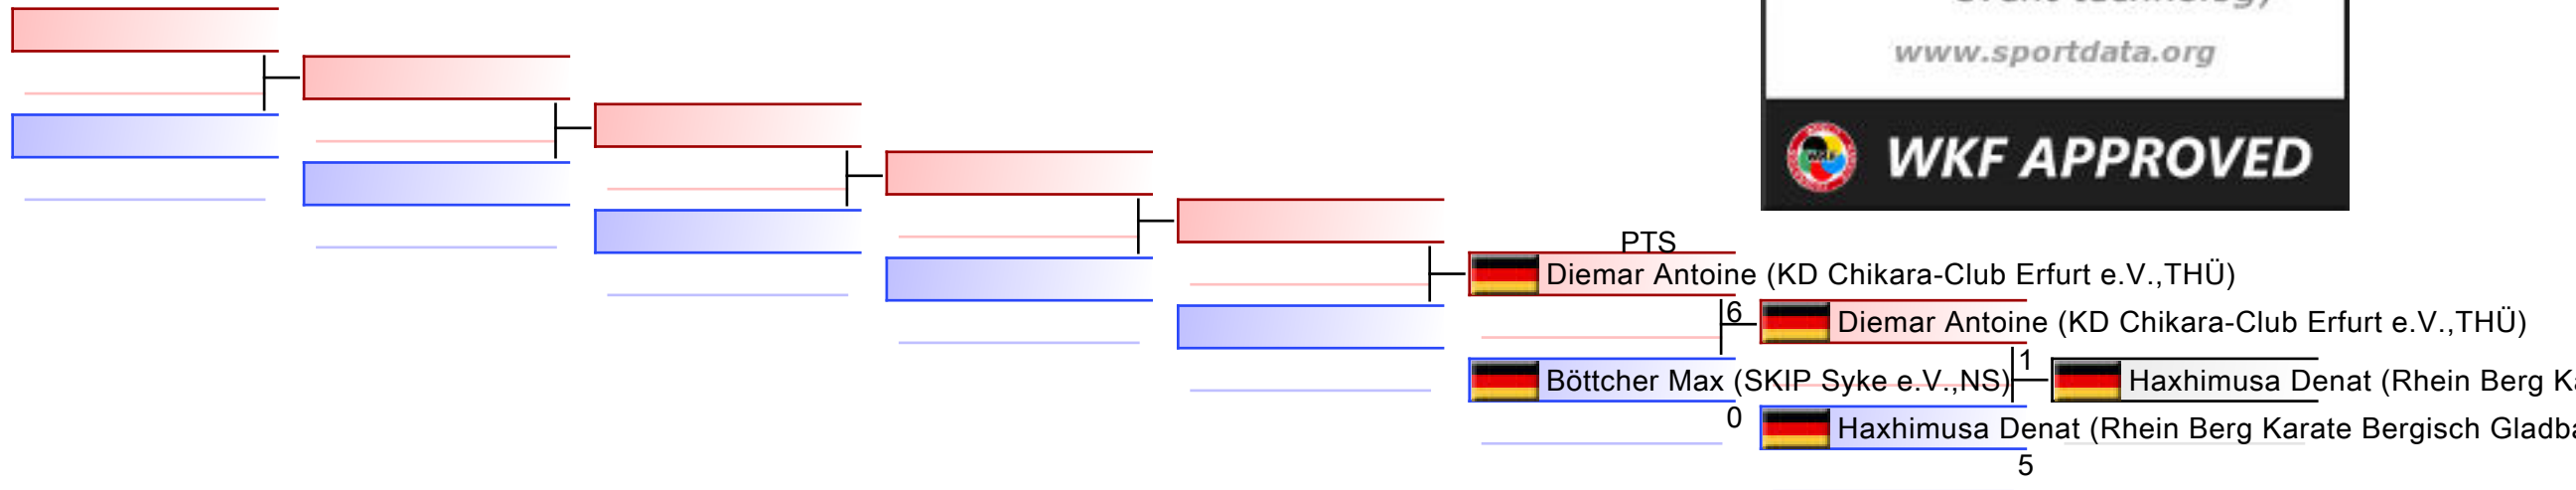 www.sportdata.org
WKF APPROVED
PTS
Diemar Antoine (KD Chikara-Club Erfurt e.V.,THÜ)
6
Diemar Antoine (KD Chikara-Club Erfurt e.V.,THÜ)
1
Böttcher Max (SKIP Syke e.V.,NS)
Haxhimusa Denat (Rhein Berg
0
Haxhimusa Denat (Rhein Berg Karate Bergisch
5